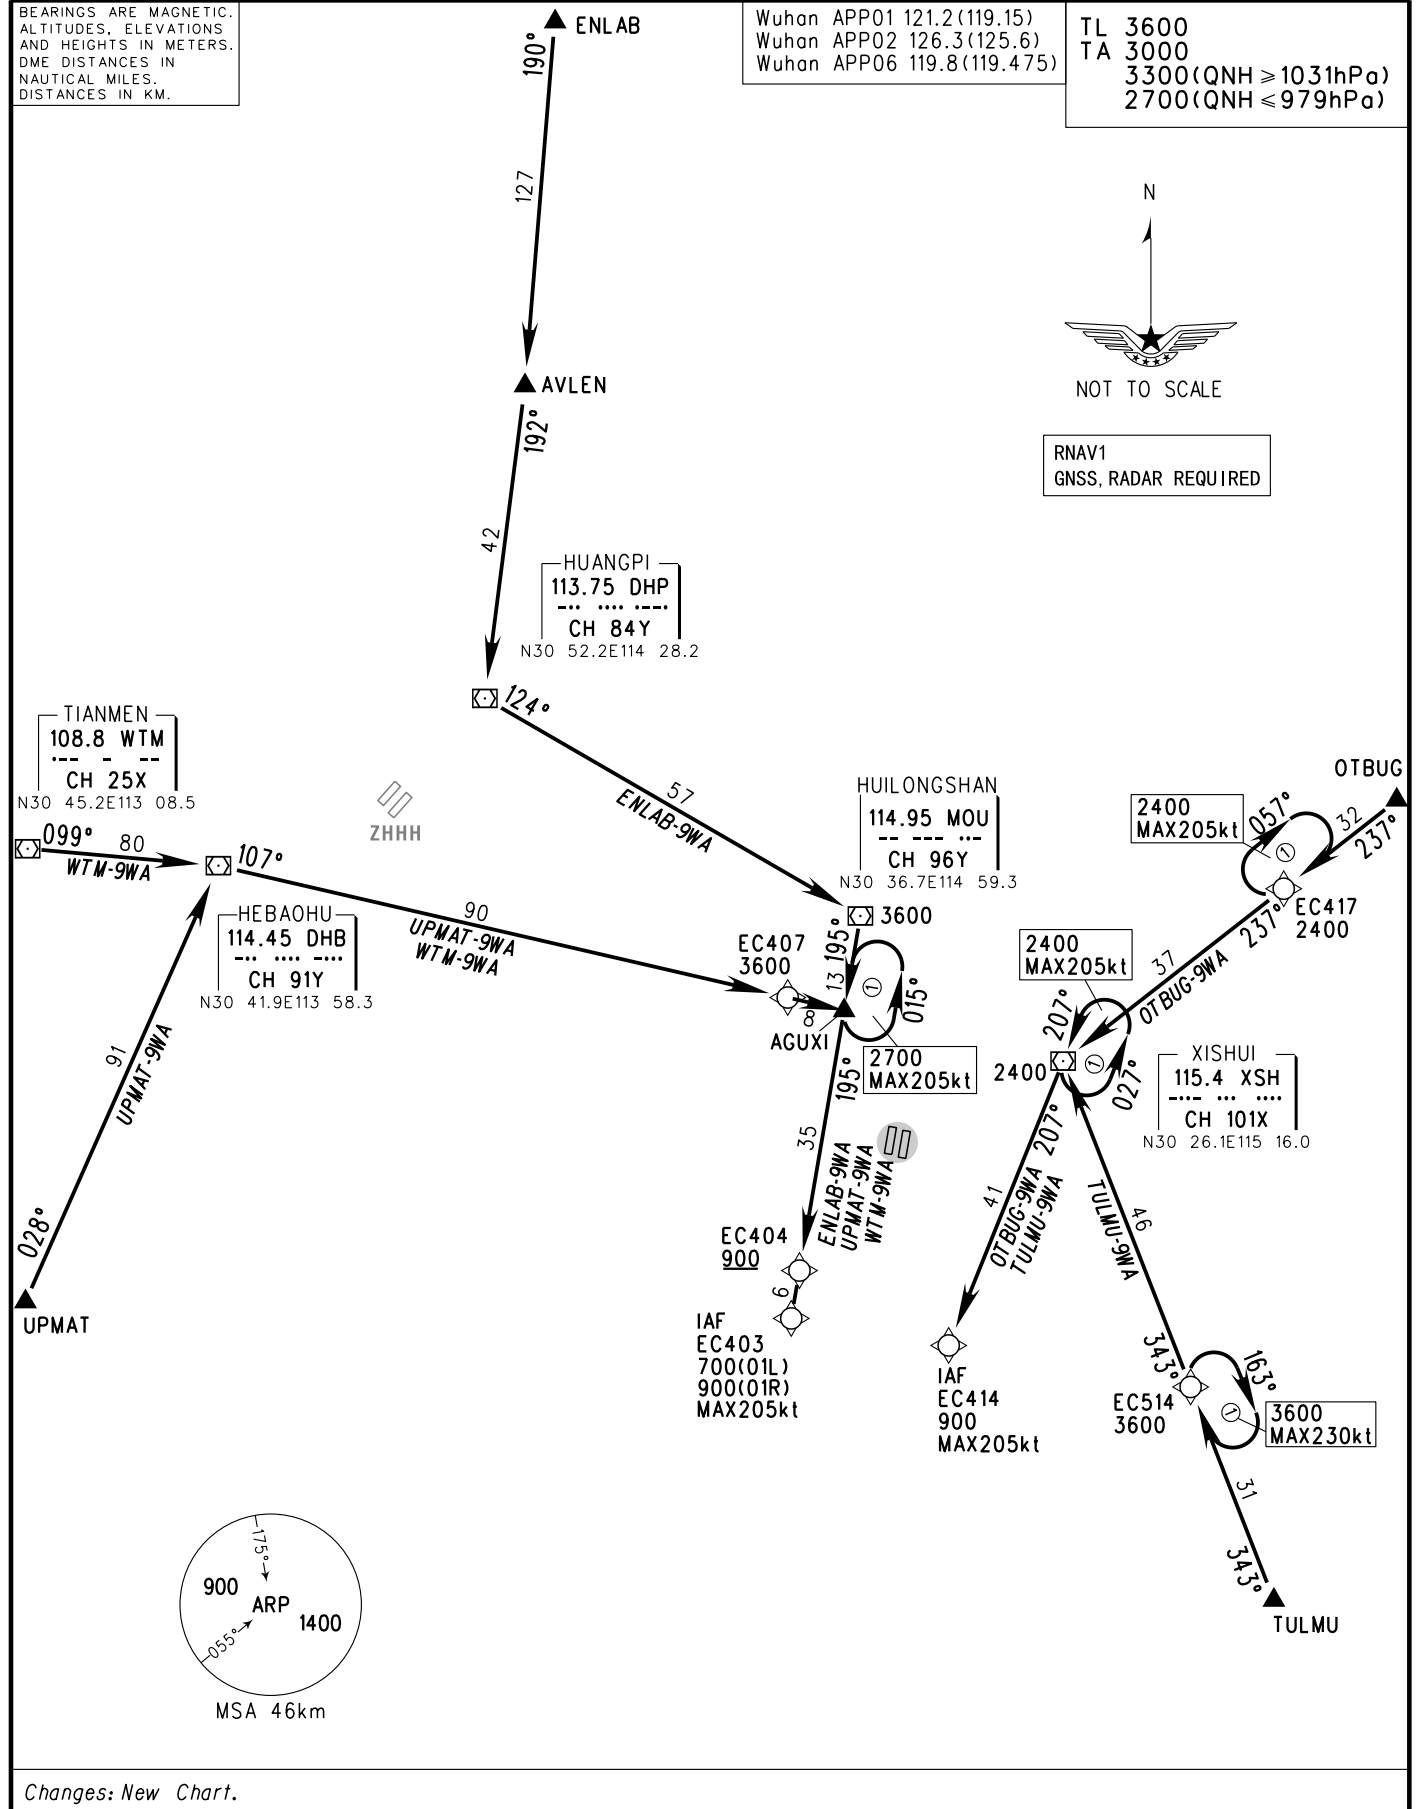 BEARINGS ARE MAGNETIC.
ALTITUDES, ELEVATIONS
AND HEIGHTS IN METERS.
DME DISTANCES IN
NAUTICAL MILES.
DISTANCES IN KM.
ENLAB
Wuhan APP01 121.2(119.15)
Wuhan APP02 126.3(125.6)
Wuhan APP06 119.8(119.475)
TL 3600
TA 3000
3300(QNH ≥1031hPa)
2700(QNH ≤979hPa)
190°
127
N
NOT TO SCALE
AVLEN
192°
42
RNAV1
GNSS, RADAR REQUIRED
HUANGPI
113.75 DHP
CH 84Y
N30 52.2E114 28.2
124°
57
ENLAB-9WA
TIANMEN
108.8 WTM
CH 25X
N30 45.2E113 08.5
099°
80
WTM-9WA
ZHHH
107°
90
UPMAT-9WA
WTM-9WA
HEBAOHU
114.45 DHB
CH 91Y
N30 41.9E113 58.3
91
UPMAT-9WA
028°
UPMAT
HUILONGSHAN
114.95 MOU
CH 96Y
N30 36.7E114 59.3
3600
195°
13
EC407
3600
8
AGUXI
1
015°
2700
MAX205kt
195°
35
ENLAB-9WA
UPMAT-9WA
WTM-9WA
EC404
900
6
IAF
EC403
700(01L)
900(01R)
MAX205kt
OTBUG
32
237°
2400
MAX205kt
057°
1
EC417
2400
237°
37
OTBUG-9WA
2400
MAX205kt
207°
2400
1
027°
XISHUI
115.4 XSH
CH 101X
N30 26.1E115 16.0
207°
41
OTBUG-9WA
TULMU-9WA
46
TULMU-9WA
IAF
EC414
900
MAX205kt
343°
EC514
3600
163°
1
3600
MAX230kt
31
343°
TULMU
175°
900
ARP
1400
055°
MSA 46km
Changes: New Chart.